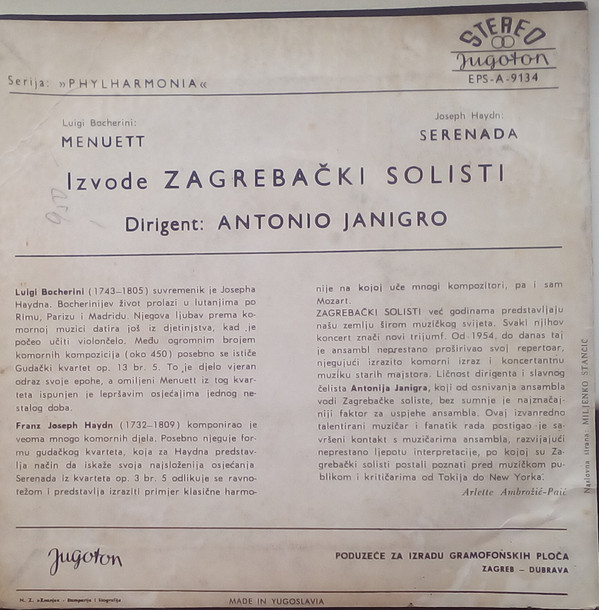 STEREO
Jugoton
EPS-A-9134
Serija: »PHYLHARMONIA«
Luigi Bocherini:
MENUETT
Joseph Haydn:
SERENADA
Izvode ZAGREBAČKI SOLISTI
Dirigent: ANTONIO JANIGRO
950
Luigi Bocherini (1743–1805) suvremenik je Josepha
Haydna. Bocherinijev život prolazi u lutanjima po
Rimu, Parizu i Madridu. Njegova ljubav prema ko-
mornoj muzici datira još iz djetinjstva, kad je
počeo učiti violončelo. Među ogromnim brojem
komornih kompozicija (oko 450) posebno se ističe
Gudački kvartet op. 13 br. 5. To je djelo vjeran
odraz svoje epohe, a omiljeni Menuett iz tog kvar-
teta ispunjen je lepršavim osjećajima jednog ne-
stalog doba.
Franz Joseph Haydn (1732–1809) komponirao je
veoma mnogo komornih djela. Posebno njeguje for-
mu gudačkog kvarteta, koja za Haydna predstav-
lja način da iskaže svoja najsloženija osjećanja
Serenada iz kvarteta op. 3 br. 5 odlikuje se ravno-
težom i predstavlja izraziti primjer klasične harmo-
nije na kojoj uče mnogi kompozitori, pa i sam
Mozart.
ZAGREBAČKI SOLISTI već godinama predstavljaju
našu zemlju širom muzičkog svijeta. Svaki njihov
koncert znači novi trijumf. Od 1954, do danas taj
je ansambl neprestano proširivao svoj repertoar,
njegujući izrazito komorni izraz i koncertantnu
muziku starih majstora. Ličnost dirigenta i slavnog
čelista Antonija Janigra, koji od osnivanja ansambla
vodi Zagrebačke soliste, bez sumnje je najznačaj-
niji faktor za uspjehe ansambla. Ovaj izvanredno
talentirani muzičar i fanatik rada postigao je sa-
vršeni kontakt s muzičarima ansambla, razvijajući
neprestano ljepotu interpretacije, po kojoj su Za-
grebački solisti postali poznati pred muzičkom pu-
blikom i kritičarima od Tokija do New Yorka.
Arlette Ambrožić-Paić
Naslovna strana: MILJENKO STANČIĆ
Jugoton
PODUZEĆE ZA IZRADU GRAMOFONSKIH PLOČA
ZAGREB – DUBRAVA
MADE IN YUGOSLAVIA